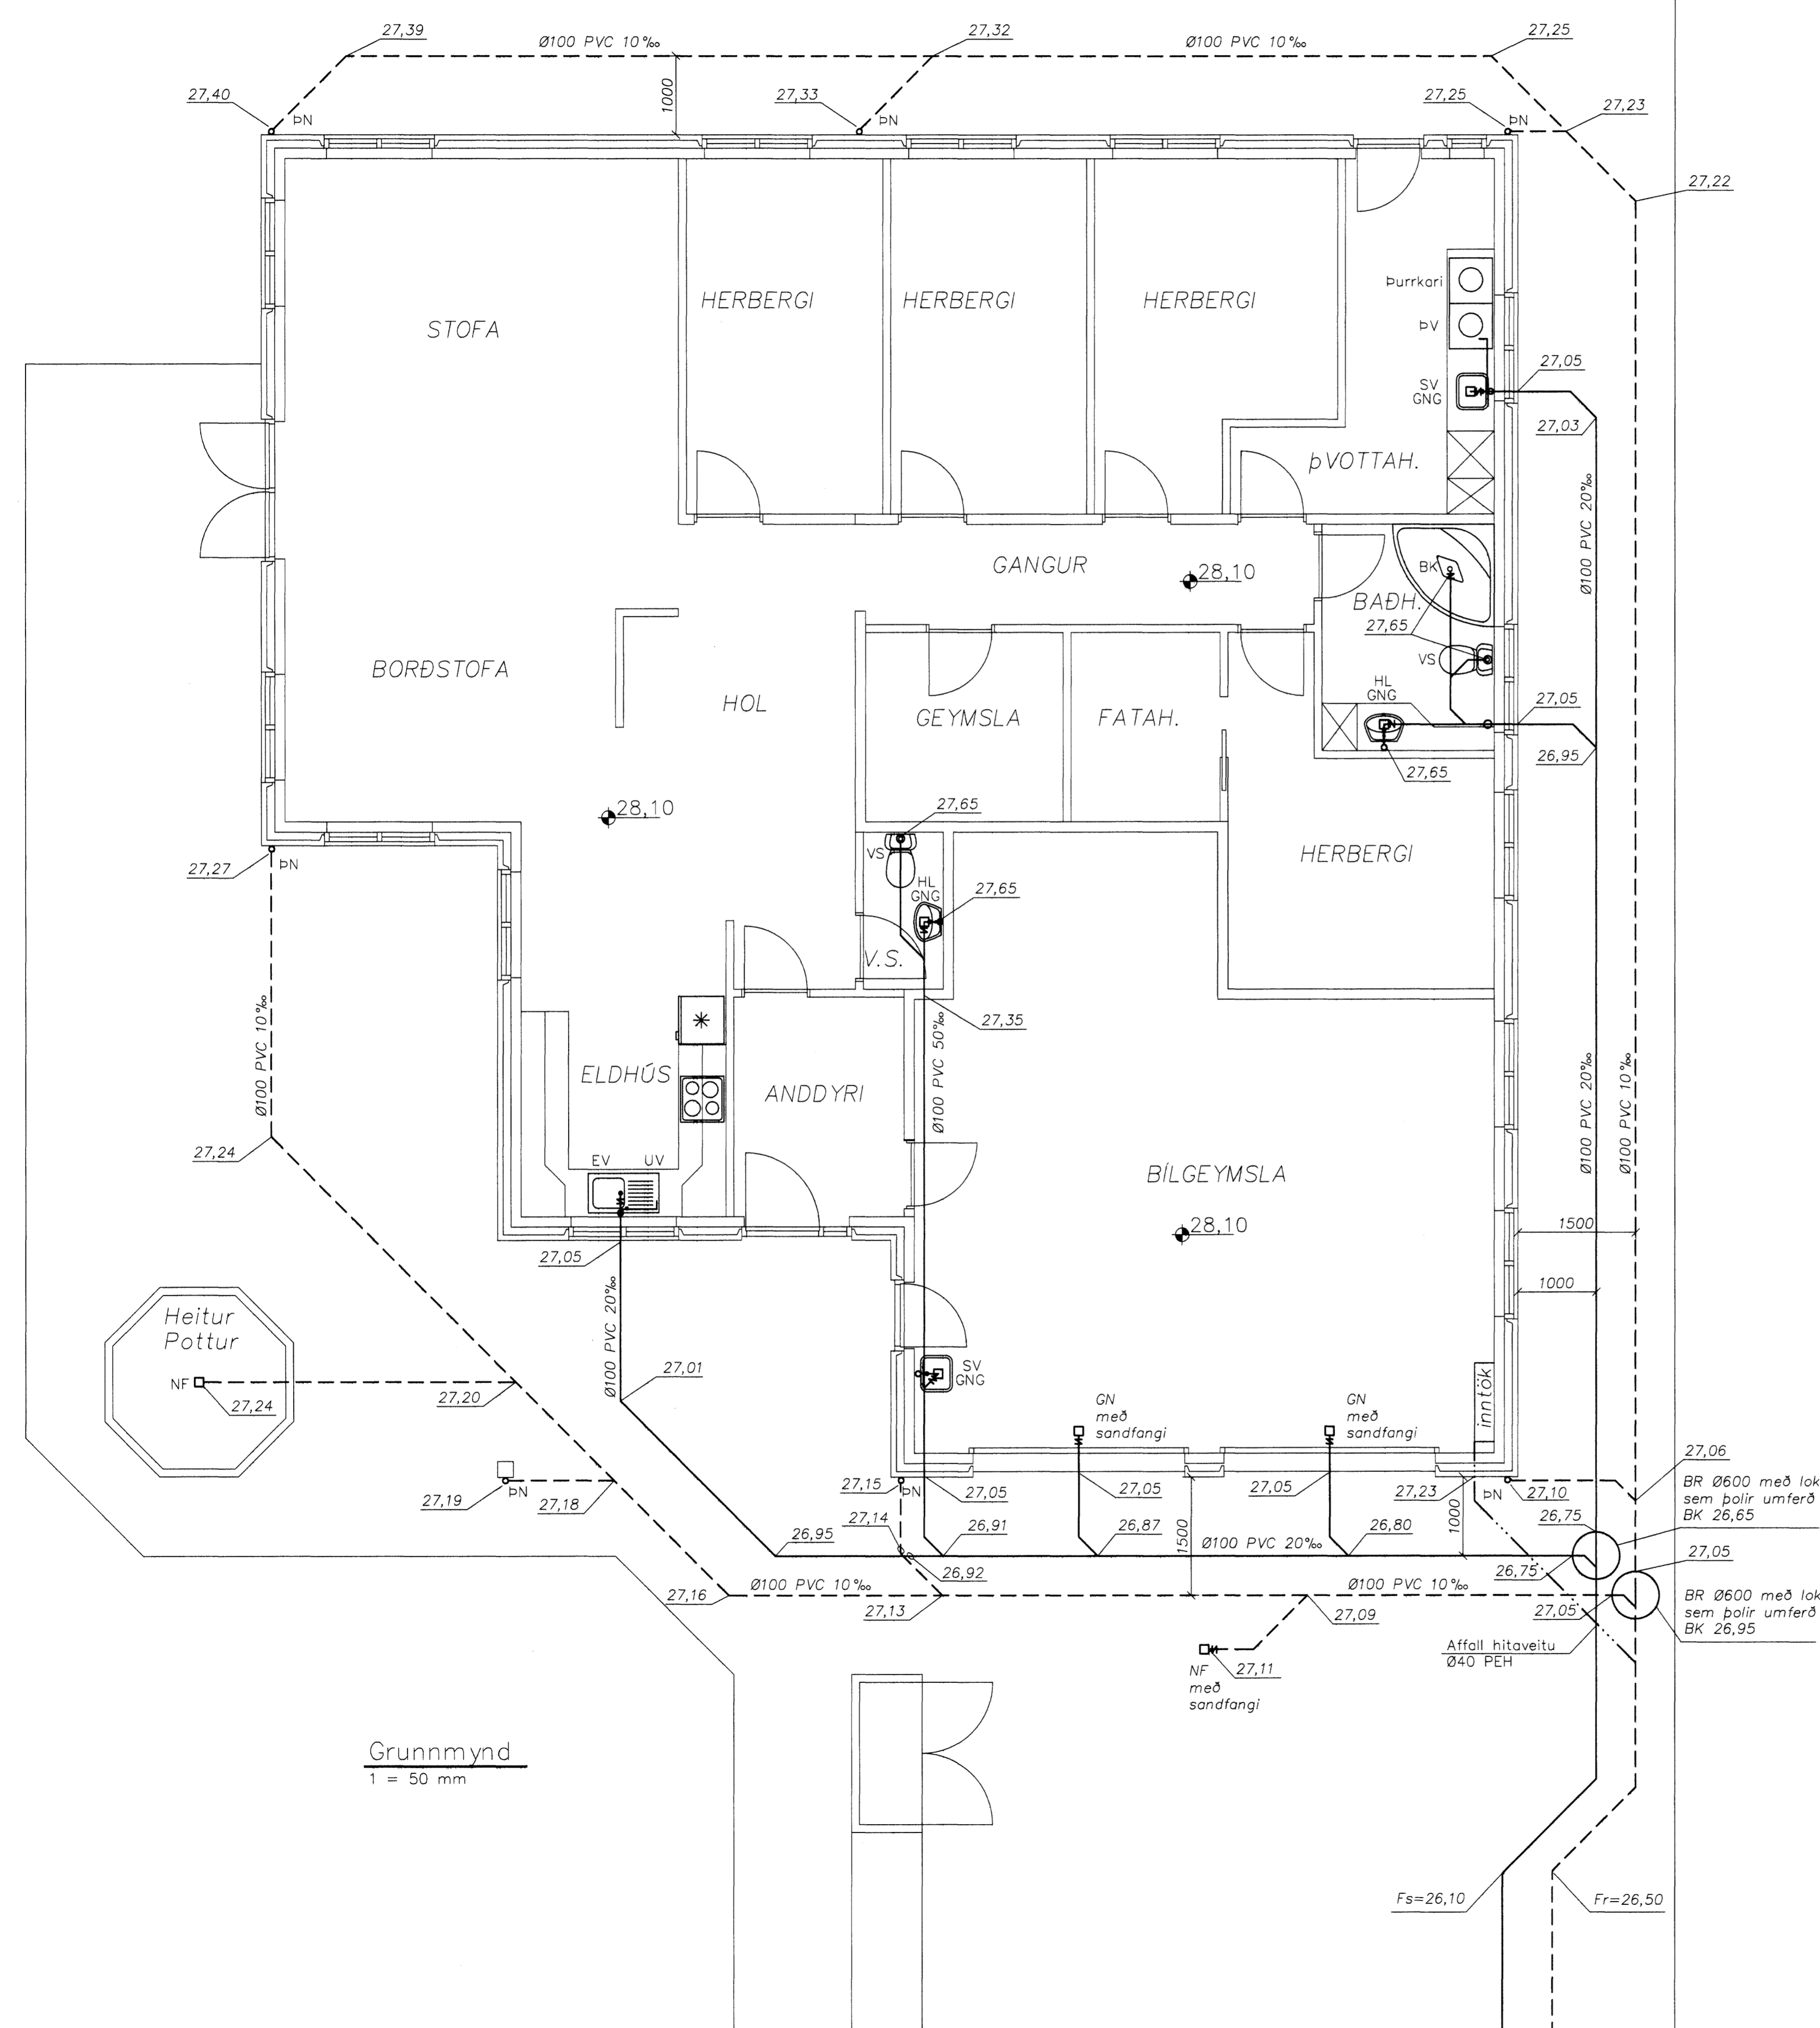 27,39
Ø100 PVC 10‰
27,32
Ø100 PVC 10‰
27,25
27,40
ÞN
1000
27,33
ÞN
27,25
ÞN
27,23
27,22
STOFA
HERBERGI
HERBERGI
HERBERGI
Þurrkari
ÞV
SV
GNG
27,05
27,03
ÞVOTTAH.
Ø100 PVC 20‰
GANGUR
28,10
BK
BAÐH.
27,65
VS
HL
GNG
27,05
26,95
27,65
BORÐSTOFA
HOL
GEYMSLA
FATAH.
28,10
27,65
VS
HL
GNG
27,65
V.S.
HERBERGI
27,27
ÞN
Ø100 PVC 10‰
27,24
27,35
Ø100 PVC 50‰
ELDHÚS
ANDDYRI
EV
UV
BÍLGEYMSLA
28,10
Ø100 PVC 20‰
Ø100 PVC 10‰
1500
1000
27,05
Ø100 PVC 20‰
Heitur
Pottur
NF
27,24
27,20
27,01
SV
GNG
GN
með
sandfangi
GN
með
sandfangi
inntök
27,19
ÞN
27,18
27,15
ÞN
27,05
27,05
27,05
27,23
ÞN
27,10
27,06
BR Ø600 með lok
sem þolir umferð
BK 26,65
27,14
26,95
26,91
26,87
1500
Ø100 PVC 20‰
26,80
1000
26,75
26,75
26,92
27,05
27,16
Ø100 PVC 10‰
27,13
Ø100 PVC 10‰
27,09
27,05
BR Ø600 með lok
sem þolir umferð
BK 26,95
NF
með
sandfangi
27,11
Affall hitaveitu
Ø40 PEH
Grunnmynd
1 = 50 mm
Fs=26,10
Fr=26,50